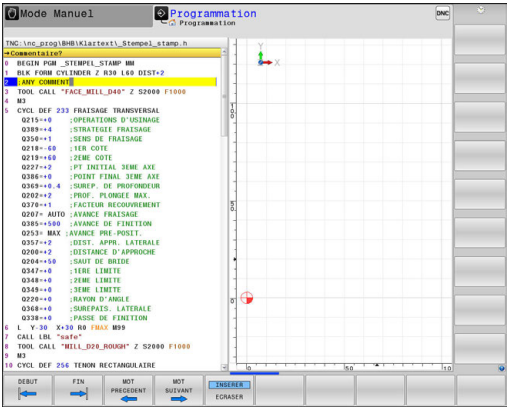 Mode Manuel
Programmation
Programmation
DNC
TNC:\nc_prog\BHB\Klartext\_Stempel_stamp.h
→Commentaire?
0 BEGIN PGM _STEMPEL_STAMP MM
1 BLK FORM CYLINDER Z R30 L60 DIST+2
2 ;ANY COMMENT
3 TOOL CALL "FACE_MILL_D40" Z S2000 F1000
4 M3
5 CYCL DEF 233 FRAISAGE TRANSVERSAL
Q215=+0 ;OPERATIONS D'USINAGE
Q389=+4 ;STRATEGIE FRAISAGE
Q350=+1 ;SENS DE FRAISAGE
Q218=-60 ;1ER COTE
Q219=+60 ;2EME COTE
Q227=+2 ;PT INITIAL 3EME AXE
Q386=+0 ;POINT FINAL 3EME AXE
Q369=+0.4 ;SUREP. DE PROFONDEUR
Q202=+2 ;PROF. PLONGEE MAX.
Q370=+1 ;FACTEUR RECOUVREMENT
Q207= AUTO ;AVANCE FRAISAGE
Q385=+500 ;AVANCE DE FINITION
Q253= MAX ;AVANCE PRE-POSIT.
Q357=+2 ;DIST. APPR. LATERALE
Q200=+2 ;DISTANCE D'APPROCHE
Q204=+50 ;SAUT DE BRIDE
Q347=+0 ;1ERE LIMITE
Q348=+0 ;2EME LIMITE
Q349=+0 ;3EME LIMITE
Q220=+0 ;RAYON D'ANGLE
Q368=+0 ;SUREPAIS. LATERALE
Q338=+0 ;PASSE DE FINITION
6 L Y-30 X+30 R0 FMAX M99
7 CALL LBL "safe"
8 TOOL CALL "MILL_D20_ROUGH" Z S2000 F1000
9 M3
10 CYCL DEF 256 TENON RECTANGULAIRE
Y
X
100
50
0
0
50
100
DEBUT
FIN
MOT PRECEDENT
MOT SUIVANT
INSERER
ECRASER